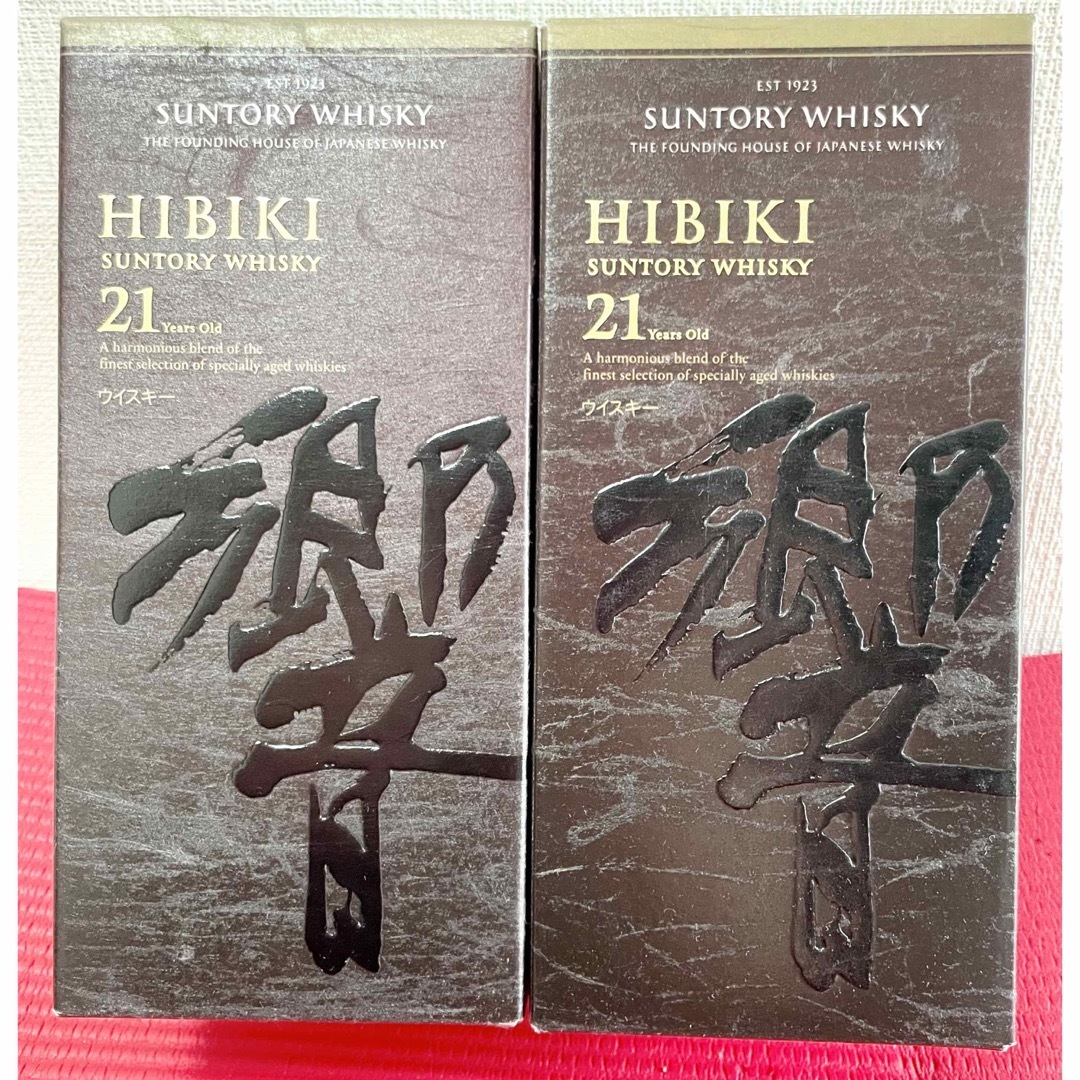 EST 1923
SUNTORY WHISKY
THE FOUNDING HOUSE OF JAPANESE WHISKY
HIBIKI
SUNTORY WHISKY
21 Years Old
A harmonious blend of the
finest selection of specially aged whiskies
ウイスキー
響
EST 1923
SUNTORY WHISKY
THE FOUNDING HOUSE OF JAPANESE WHISKY
HIBIKI
SUNTORY WHISKY
21 Years Old
A harmonious blend of the
finest selection of specially aged whiskies
ウイスキー
響